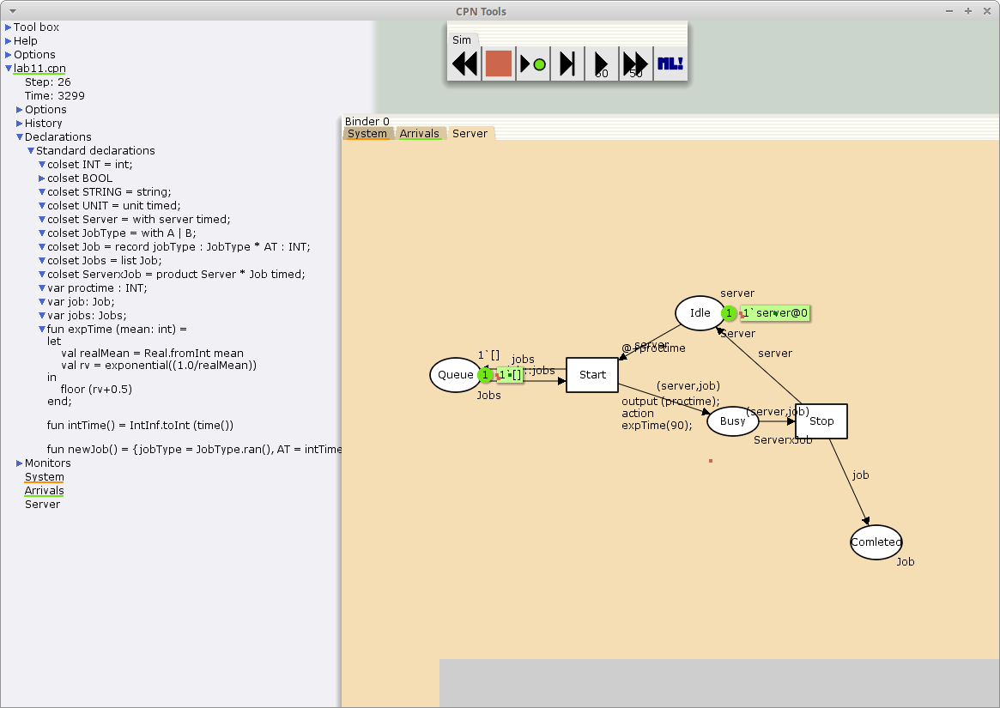 CPN Tools
Tool box
Help
Options
lab11.cpn
Step: 26
Time: 3299
Options
History
Declarations
Standard declarations
colset INT = int;
colset BOOL
colset STRING = string;
colset UNIT = unit timed;
colset Server = with server timed;
colset JobType = with A | B;
colset Job = record jobType : JobType * AT : INT;
colset Jobs = list Job;
colset ServerxJob = product Server * Job timed;
var proctime : INT;
var job: Job;
var jobs: Jobs;
fun expTime (mean: int) =
let
val realMean = Real.fromInt mean
val rv = exponential((1.0/realMean))
in
floor (rv+0.5)
end;
fun intTime() = IntInf.toInt (time())
fun newJob() = {jobType = JobType.ran(), AT = intTime
Monitors
System
Arrivals
Server
Sim
50
50
ML!
Binder 0
System
Arrivals
Server
server
Idle
1
1`server@0
Server
server
@+proctime
server
1`[]
jobs
Queue
1
1`[]
::jobs
Jobs
Start
(server,job)
output (proctime);
action
expTime(90);
Busy
(server,job)
ServerxJob
Stop
job
Comleted
Job